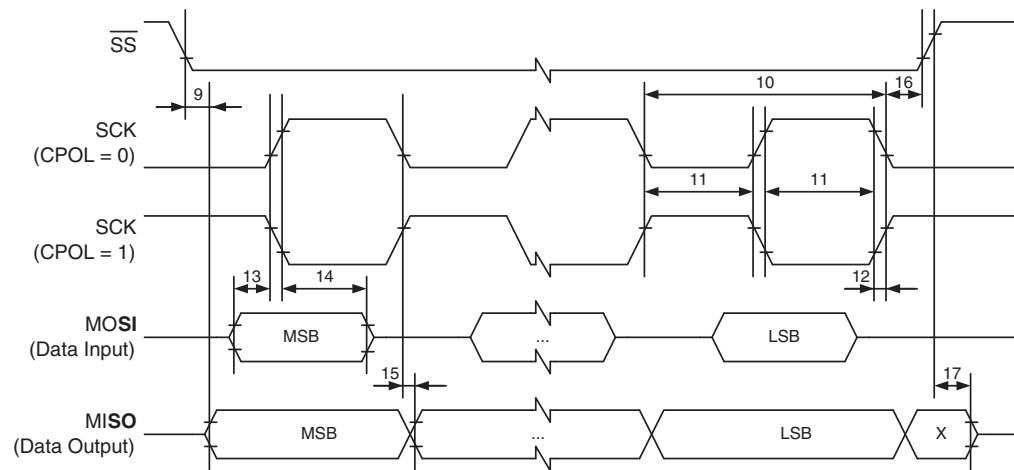 SS
10
16
9
SCK
(CPOL = 0)
11
11
SCK
(CPOL = 1)
13
14
12
MOSI
(Data Input)
MSB
...
LSB
15
17
MISO
(Data Output)
MSB
...
LSB
X